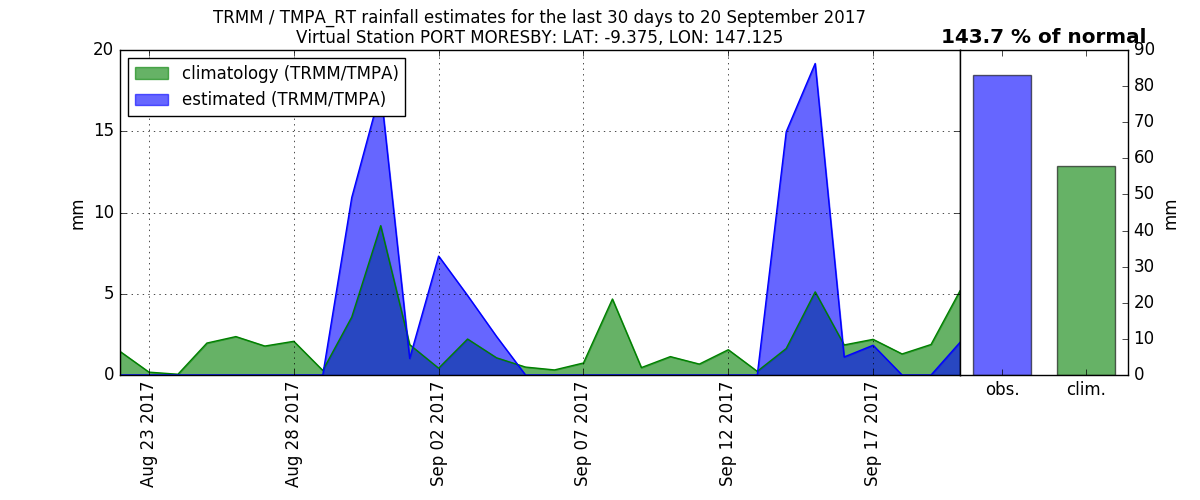 TRMM / TMPA_RT rainfall estimates for the last 30 days to 20 September 2017
Virtual Station PORT MORESBY: LAT: -9.375, LON: 147.125
143.7 % of normal
climatology (TRMM/TMPA)
estimated (TRMM/TMPA)
20
15
10
5
0
mm
Aug 23 2017
Aug 28 2017
Sep 02 2017
Sep 07 2017
Sep 12 2017
Sep 17 2017
obs.
clim.
90
80
70
60
50
40
30
20
10
0
mm